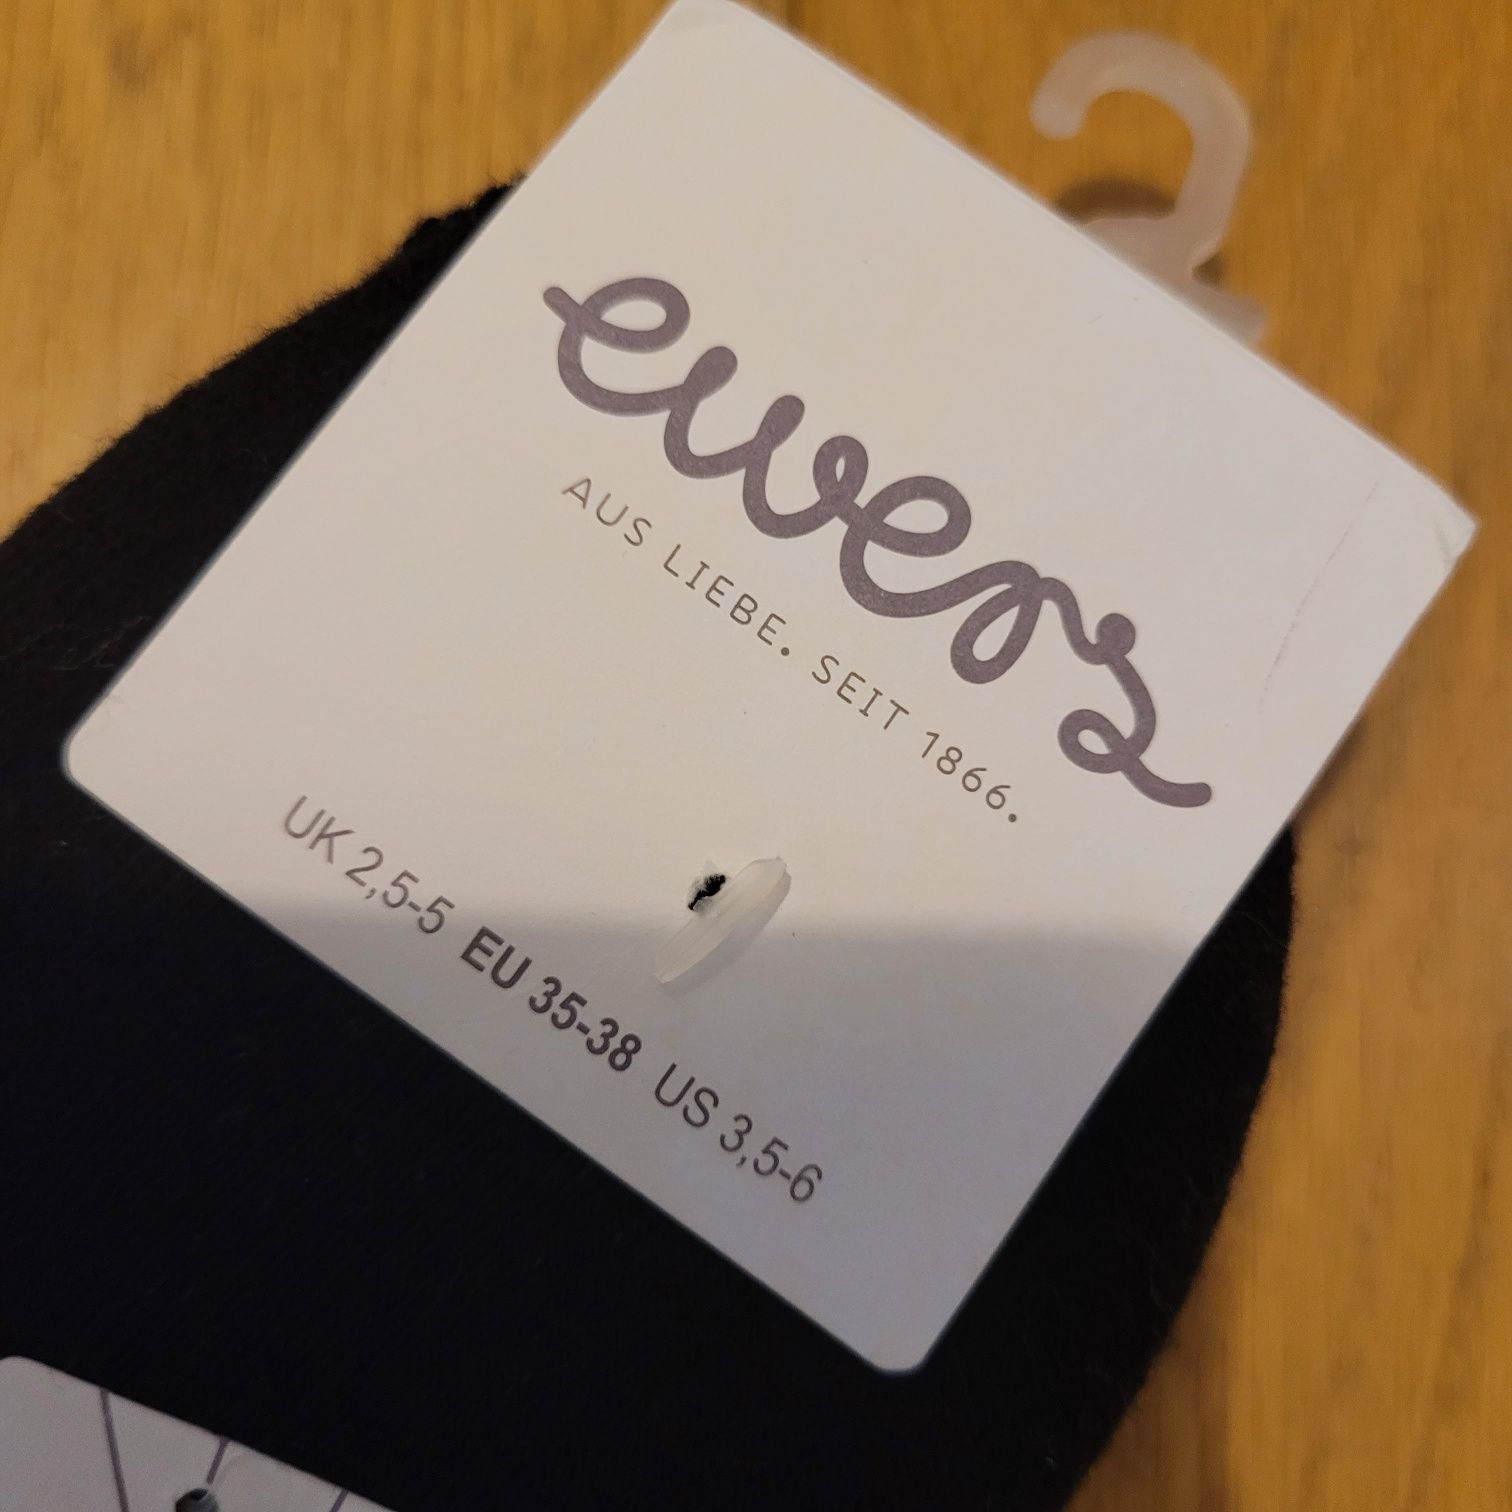 ewers
AUS LIEBE. SEIT 1866.
UK 2,5-5 EU 35-38 US 3,5-6